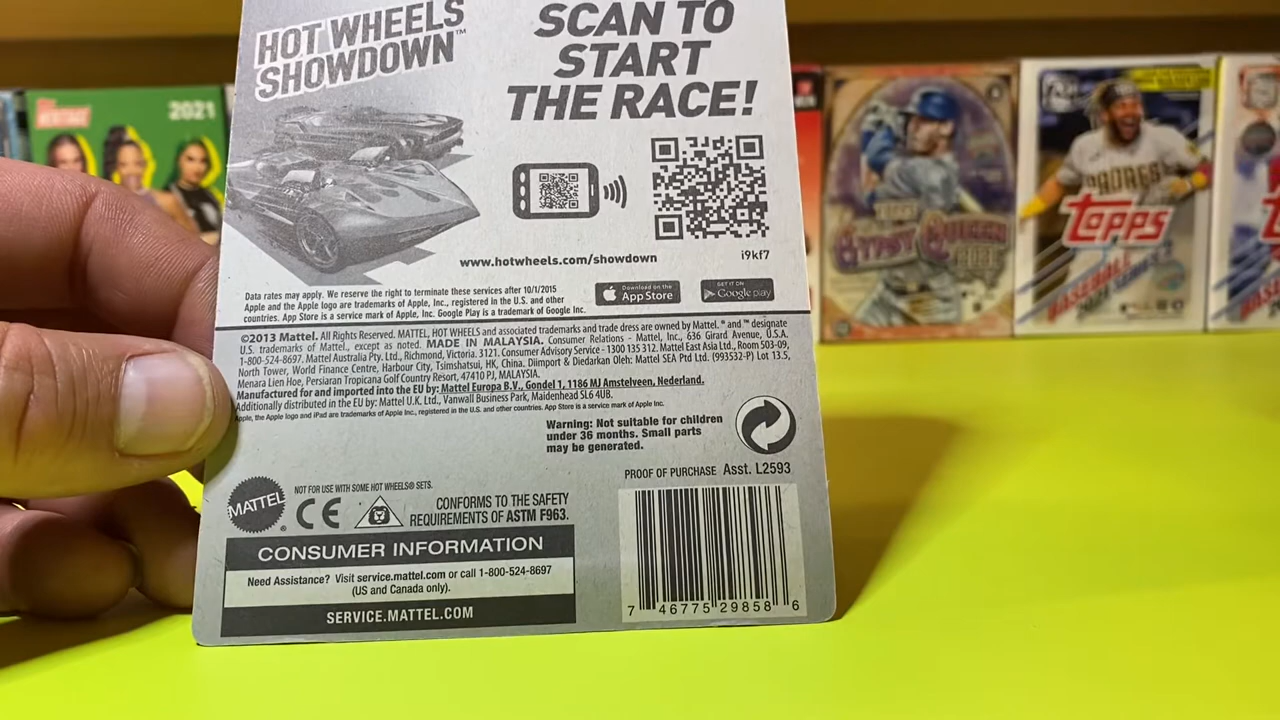 HOT WHEELS
SHOWDOWN™
SCAN TO
START
THE RACE!
www.hotwheels.com/showdown
i9kf7
Data rates may apply. We reserve the right to terminate these services after 10/1/2015
Apple and the Apple logo are trademarks of Apple, Inc., registered in the U.S. and other
countries. App Store is a service mark of Apple, Inc. Google Play is a trademark of Google Inc.
Download on the
App Store
GET IT ON
Google play
©2013 Mattel. All Rights Reserved. MATTEL, HOT WHEELS and associated trademarks and trade dress are owned by Mattel. ® and ™ designate
U.S. trademarks of Mattel, except as noted. MADE IN MALAYSIA. Consumer Relations - Mattel, Inc., 636 Girard Avenue, U.S.A.
1-800-524-8697. Mattel Australia Pty. Ltd., Richmond, Victoria. 3121. Consumer Advisory Service - 1300 135 312. Mattel East Asia Ltd., Room 503-09,
North Tower, World Finance Centre, Harbour City, Tsimshatsui, HK, China. Diimport & Diedarkan Oleh: Mattel SEA Ptd Ltd. (993532-P) Lot 13.5,
Menara Lien Hoe, Persiaran Tropicana Golf Country Resort, 47410 PJ, MALAYSIA.
Manufactured for and imported into the EU by: Mattel Europa B.V., Gondel 1, 1186 MJ Amstelveen, Nederland.
Additionally distributed in the EU by: Mattel U.K. Ltd., Vanwall Business Park, Maidenhead SL6 4UB.
Apple, the Apple logo and iPad are trademarks of Apple Inc., registered in the U.S. and other countries. App Store is a service mark of Apple Inc.
Warning: Not suitable for children
under 36 months. Small parts
may be generated.
PROOF OF PURCHASE Asst. L2593
MATTEL
®
NOT FOR USE WITH SOME HOT WHEELS® SETS.
CE
CONFORMS TO THE SAFETY
REQUIREMENTS OF ASTM F963.
CONSUMER INFORMATION
Need Assistance? Visit service.mattel.com or call 1-800-524-8697
(US and Canada only).
SERVICE.MATTEL.COM
7 46775 29858 6
2021
GYPSY QUEEN
PADRES
TOPPS
BASEBALL